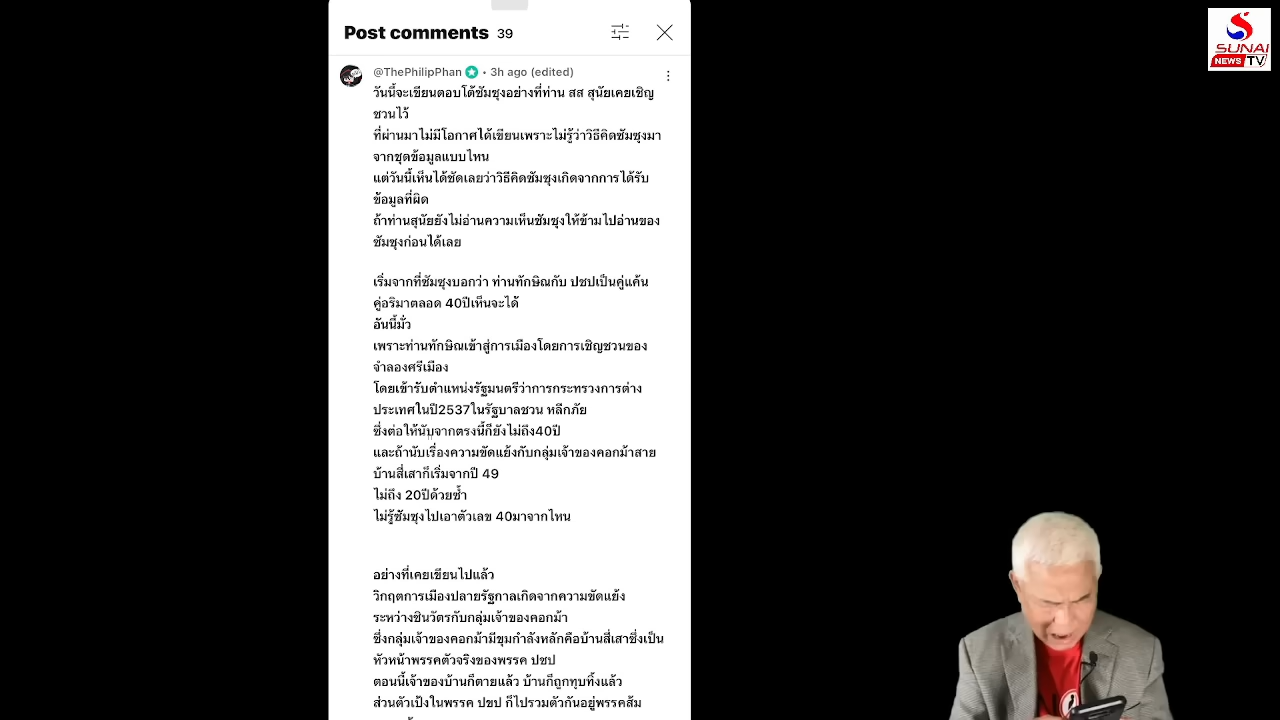 Post comments 39
SUNAI
NEWS TV
@ThePhilipPhan • 3h ago (edited)
วันนี้จะเขียนตอบโต้ซัมซุงอย่างที่ท่าน สส สุนัยเคยเชิญ
ชวนไว้
ที่ผ่านมาไม่มีโอกาศได้เขียนเพราะไม่รู้ว่าวิธีคิดซัมซุงมา
จากชุดข้อมูลแบบไหน
แต่วันนี้เห็นได้ชัดเลยว่าวิธีคิดซัมซุงเกิดจากการได้รับ
ข้อมูลที่ผิด
ถ้าท่านสุนัยยังไม่อ่านความเห็นซัมซุงให้ข้ามไปอ่านของ
ซัมซุงก่อนได้เลย
เริ่มจากที่ซัมซุงบอกว่า ท่านทักษิณกับ ปชปเป็นคู่แค้น
คู่อริมาตลอด 40ปีเห็นจะได้
อันนี้มั่ว
เพราะท่านทักษิณเข้าสู่การเมืองโดยการเชิญชวนของ
จำลองศรีเมือง
โดยเข้ารับตำแหน่งรัฐมนตรีว่าการกระทรวงการต่าง
ประเทศในปี2537ในรัฐบาลชวน หลีกภัย
ซึ่งต่อให้นับจากตรงนี้ก็ยังไม่ถึง40ปี
และถ้านับเรื่องความขัดแย้งกับกลุ่มเจ้าของคอกม้าสาย
บ้านสี่เสาก็เริ่มจากปี 49
ไม่ถึง 20ปีด้วยซ้ำ
ไม่รู้ซัมซุงไปเอาตัวเลข 40มาจากไหน
อย่างที่เคยเขียนไปแล้ว
วิกฤตการเมืองปลายรัฐกาลเกิดจากความขัดแย้ง
ระหว่างชินวัตรกับกลุ่มเจ้าของคอกม้า
ซึ่งกลุ่มเจ้าของคอกม้ามีขุมกำลังหลักคือบ้านสี่เสาซึ่งเป็น
หัวหน้าพรรคตัวจริงของพรรค ปชป
ตอนนี้เจ้าของบ้านก็ตายแล้ว บ้านก็ถูกทุบทิ้งแล้ว
ส่วนตัวเป้งในพรรค ปขป ก็ไปรวมตัวกันอยู่พรรคส้ม